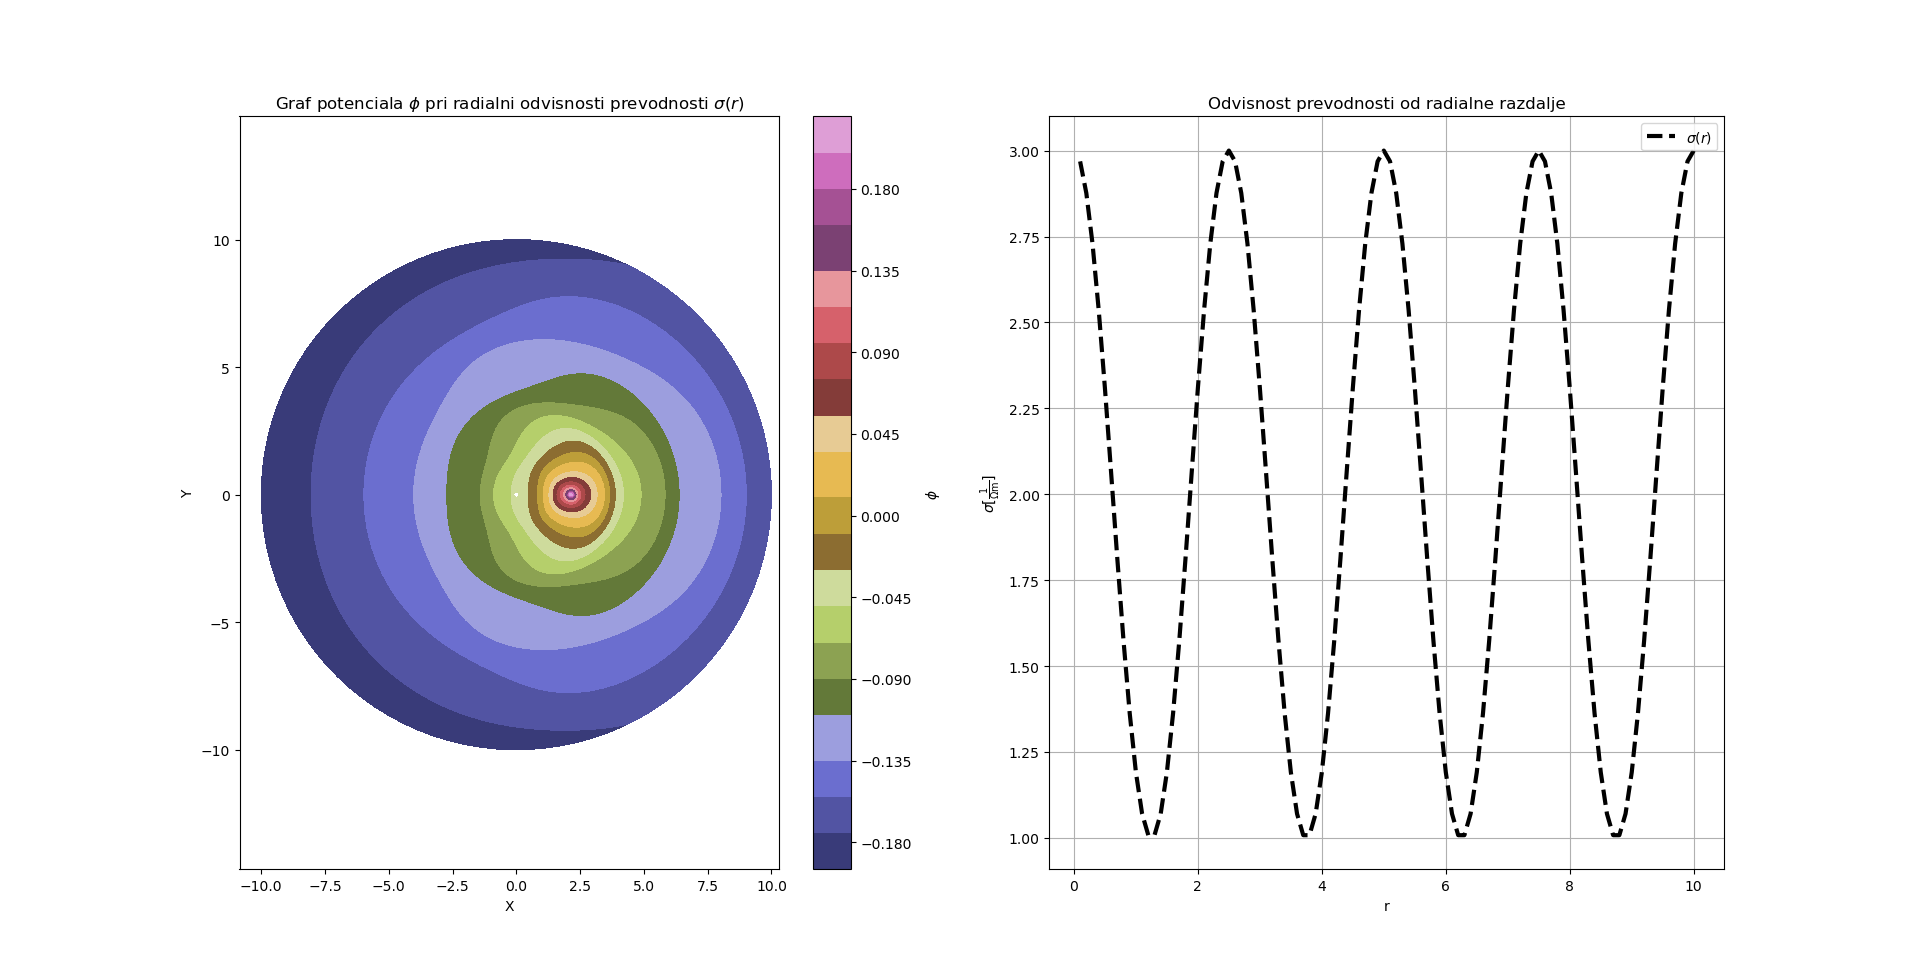 Graf potenciala ϕ pri radialni odvisnosti prevodnosti σ(r)
10
5
0
−5
−10
Y
−10.0 −7.5 −5.0 −2.5 0.0 2.5 5.0 7.5 10.0
X
0.180
0.135
0.090
0.045
0.000
−0.045
−0.090
−0.135
−0.180
ϕ
Odvisnost prevodnosti od radialne razdalje
σ(r)
3.00
2.75
2.50
2.25
2.00
1.75
1.50
1.25
1.00
σ[1/Ωm]
0 2 4 6 8 10
r